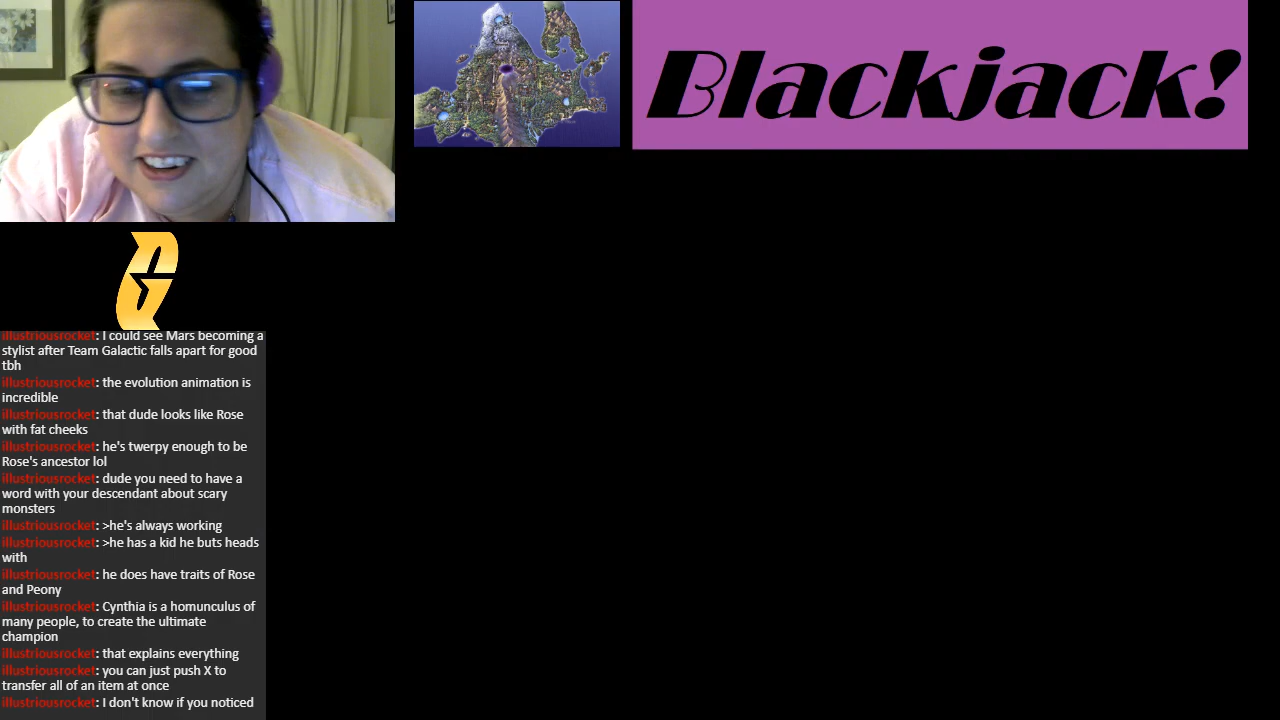 Blackjack!
G
illustriousrocket: I could see Mars becoming a
stylist after Team Galactic falls apart for good
tbh
illustriousrocket: the evolution animation is
incredible
illustriousrocket: that dude looks like Rose
with fat cheeks
illustriousrocket: he's twerpy enough to be
Rose's ancestor lol
illustriousrocket: dude you need to have a
word with your descendant about scary
monsters
illustriousrocket: >he's always working
illustriousrocket: >he has a kid he buts heads
with
illustriousrocket: he does have traits of Rose
and Peony
illustriousrocket: Cynthia is a homunculus of
many people, to create the ultimate
champion
illustriousrocket: that explains everything
illustriousrocket: you can just push X to
transfer all of an item at once
illustriousrocket: I don't know if you noticed